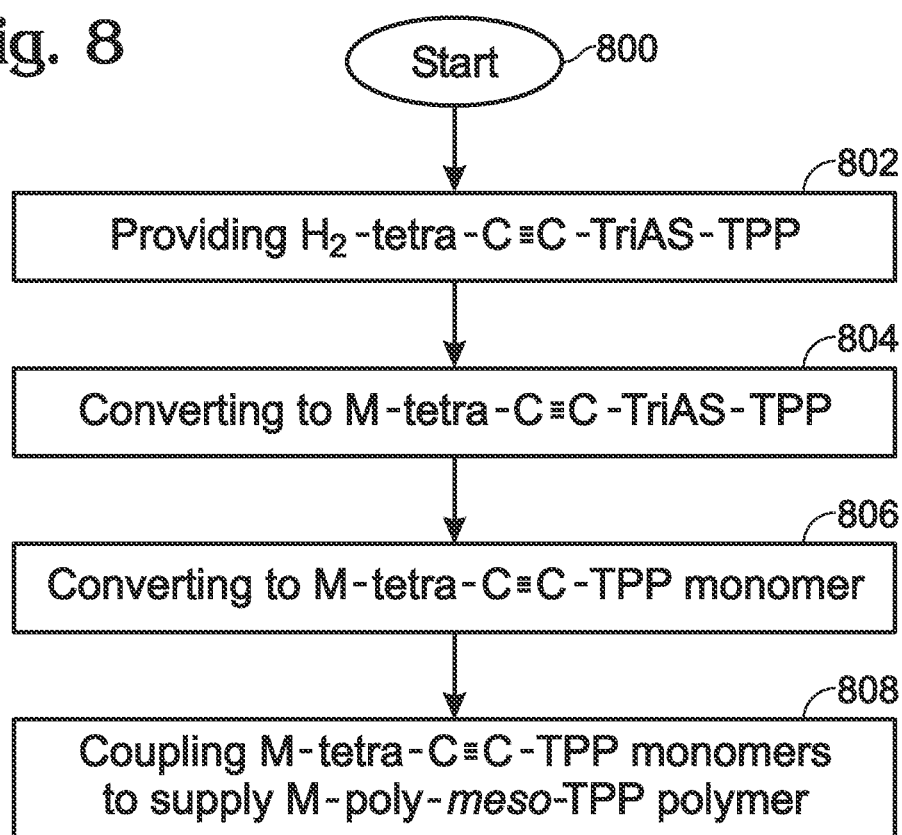 ig. 8
Start
800
802
Providing H₂-tetra-C≡C-TriAS-TPP
804
Converting to M-tetra-C≡C-TriAS-TPP
806
Converting to M-tetra-C≡C-TPP monomer
808
Coupling M-tetra-C≡C-TPP monomers
to supply M-poly-meso-TPP polymer